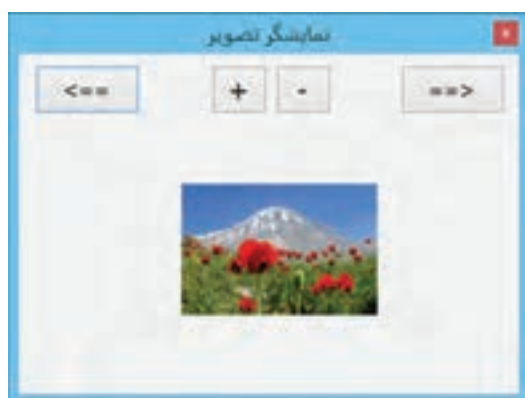 نمایشگر تصویر
x
<==
+
-
==>